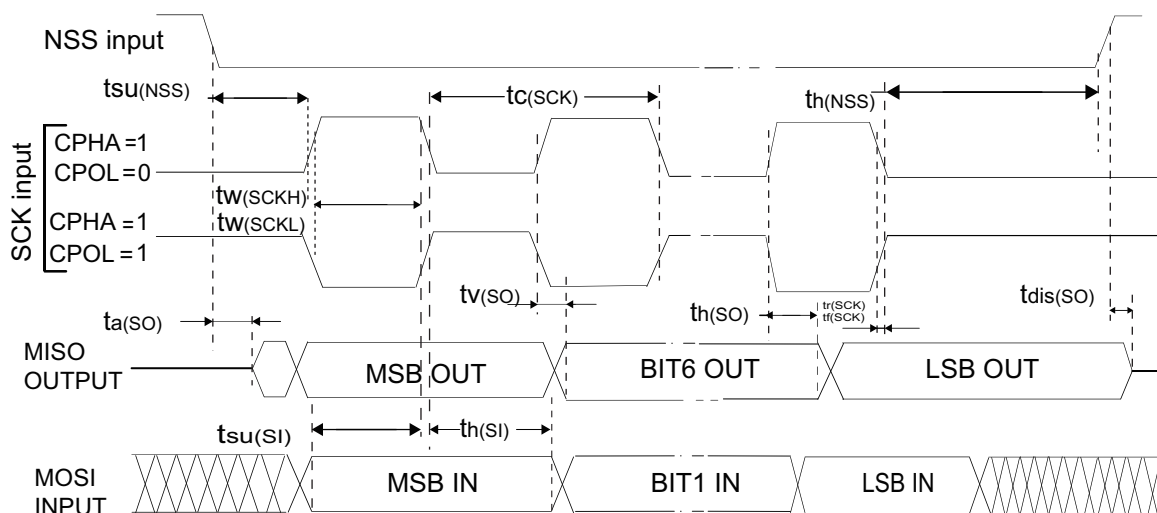 NSS input
tsu(NSS)
tc(SCK)
th(NSS)
SCK input
CPHA=1
CPOL=0
tw(SCKH)
CPHA=1
tw(SCKL)
CPOL=1
tv(SO)
ta(SO)
th(SO)
tr(SCK)
tf(SCK)
tdis(SO)
MISO
OUTPUT
MSB OUT
BIT6 OUT
LSB OUT
tsu(SI)
th(SI)
MOSI
INPUT
MSB IN
BIT1 IN
LSB IN